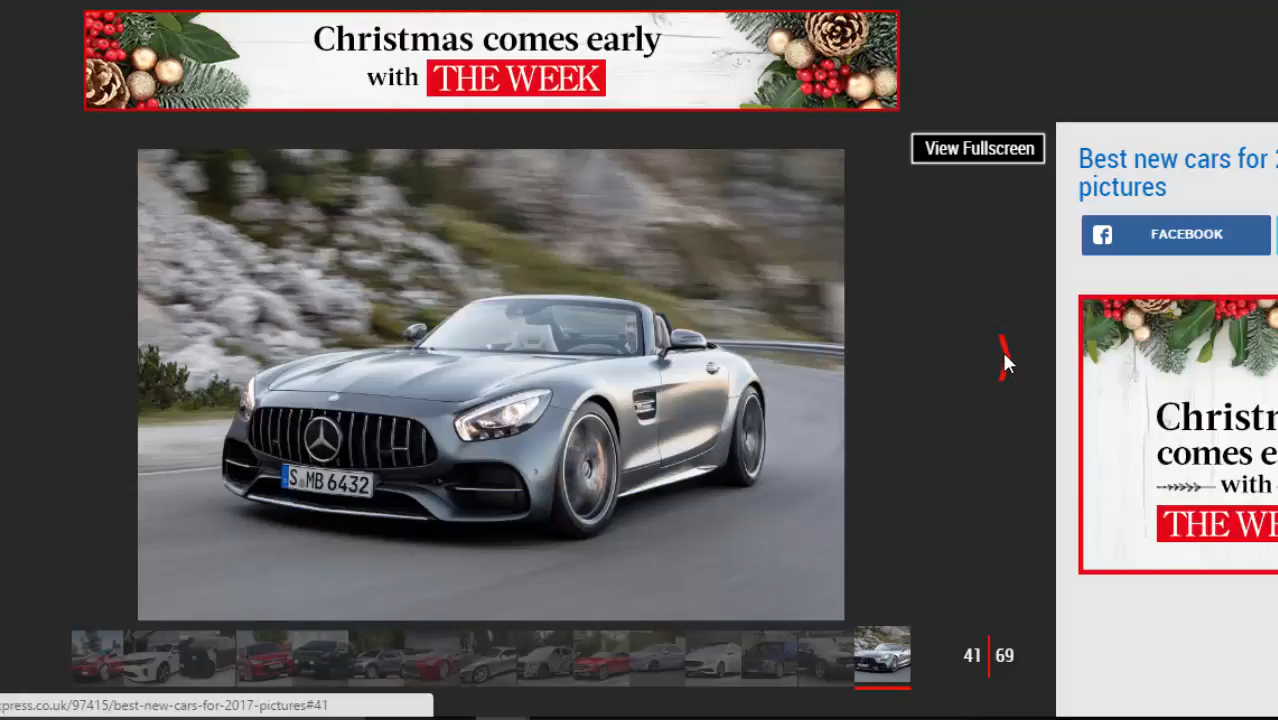 Christmas comes early
with THE WEEK
View Fullscreen
Best new cars for
pictures
FACEBOOK
S MB 6432
Christ
comes e
with
THE WE
41 69
press.co.uk/97415/best-new-cars-for-2017-pictures#41